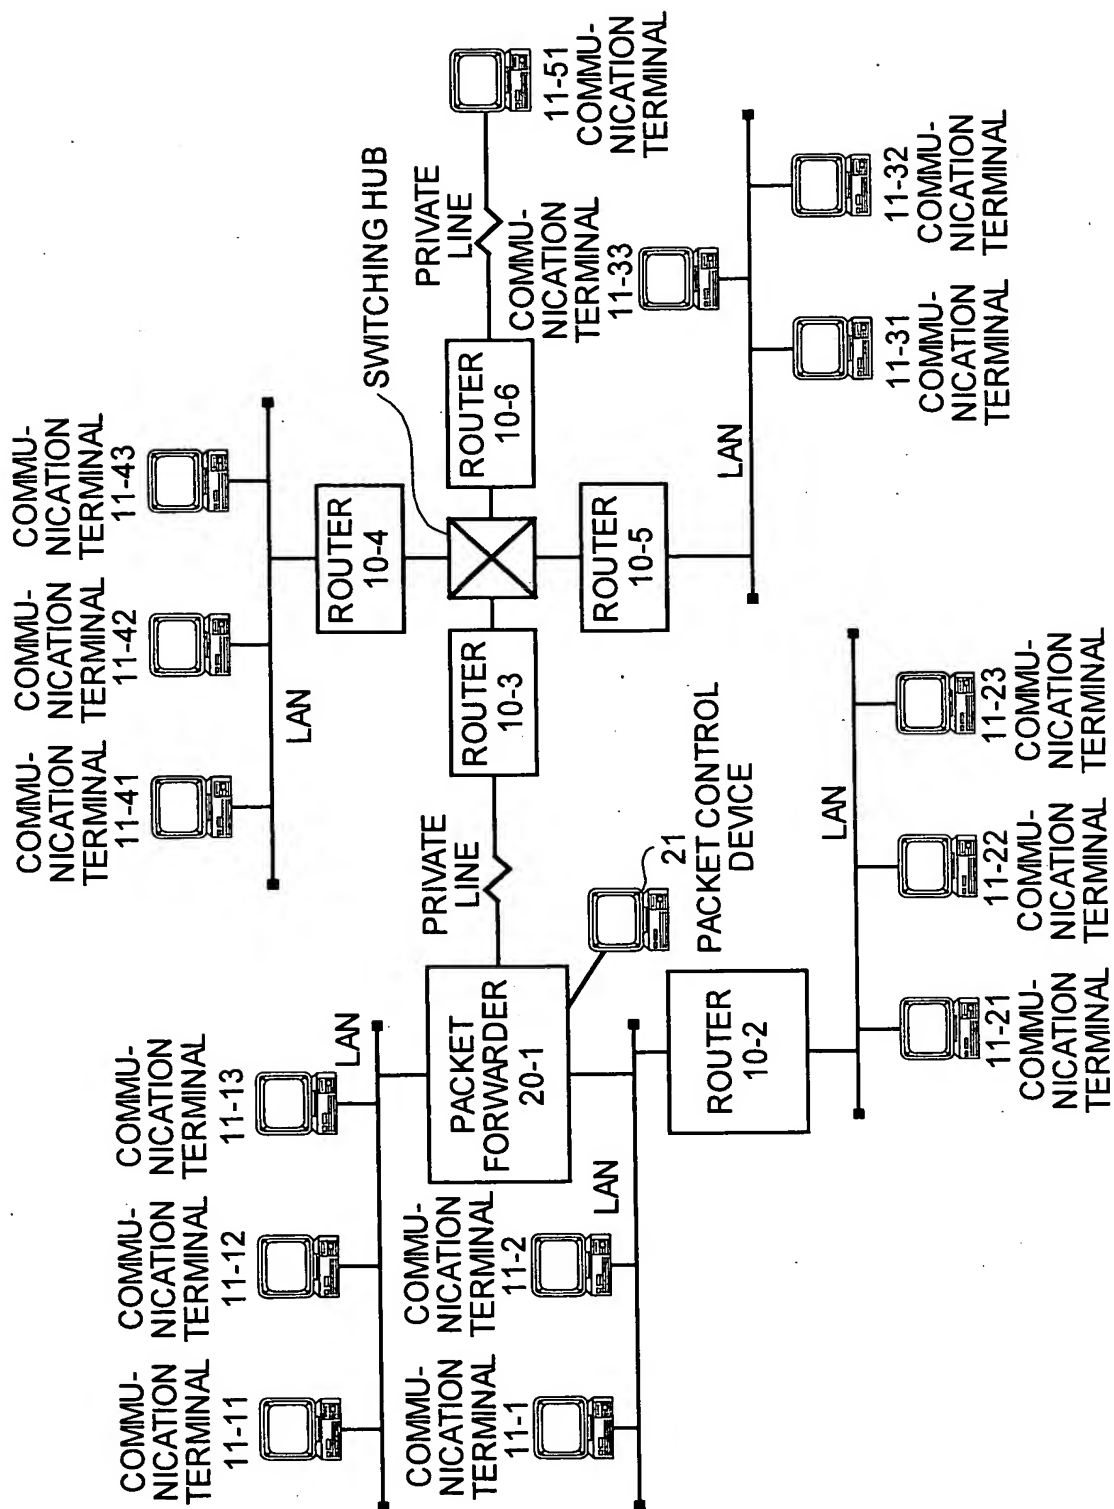 COMMU-
NICATION
TERMINAL
11-11
COMMU-
NICATION
TERMINAL
11-12
COMMU-
NICATION
TERMINAL
11-13
LAN
COMMU-
NICATION
TERMINAL
11-1
COMMU-
NICATION
TERMINAL
11-2
LAN
PACKET
FORWARDER
20-1
21
PACKET CONTROL
DEVICE
PRIVATE
LINE
ROUTER
10-2
LAN
11-21
COMMU-
NICATION
TERMINAL
11-22
COMMU-
NICATION
TERMINAL
11-23
COMMU-
NICATION
TERMINAL
COMMU-
NICATION
TERMINAL
11-41
COMMU-
NICATION
TERMINAL
11-42
COMMU-
NICATION
TERMINAL
11-43
LAN
ROUTER
10-4
SWITCHING HUB
ROUTER
10-3
ROUTER
10-6
ROUTER
10-5
PRIVATE
LINE
11-51
COMMU-
NICATION
TERMINAL
COMMU-
NICATION
TERMINAL
11-33
LAN
11-31
COMMU-
NICATION
TERMINAL
11-32
COMMU-
NICATION
TERMINAL